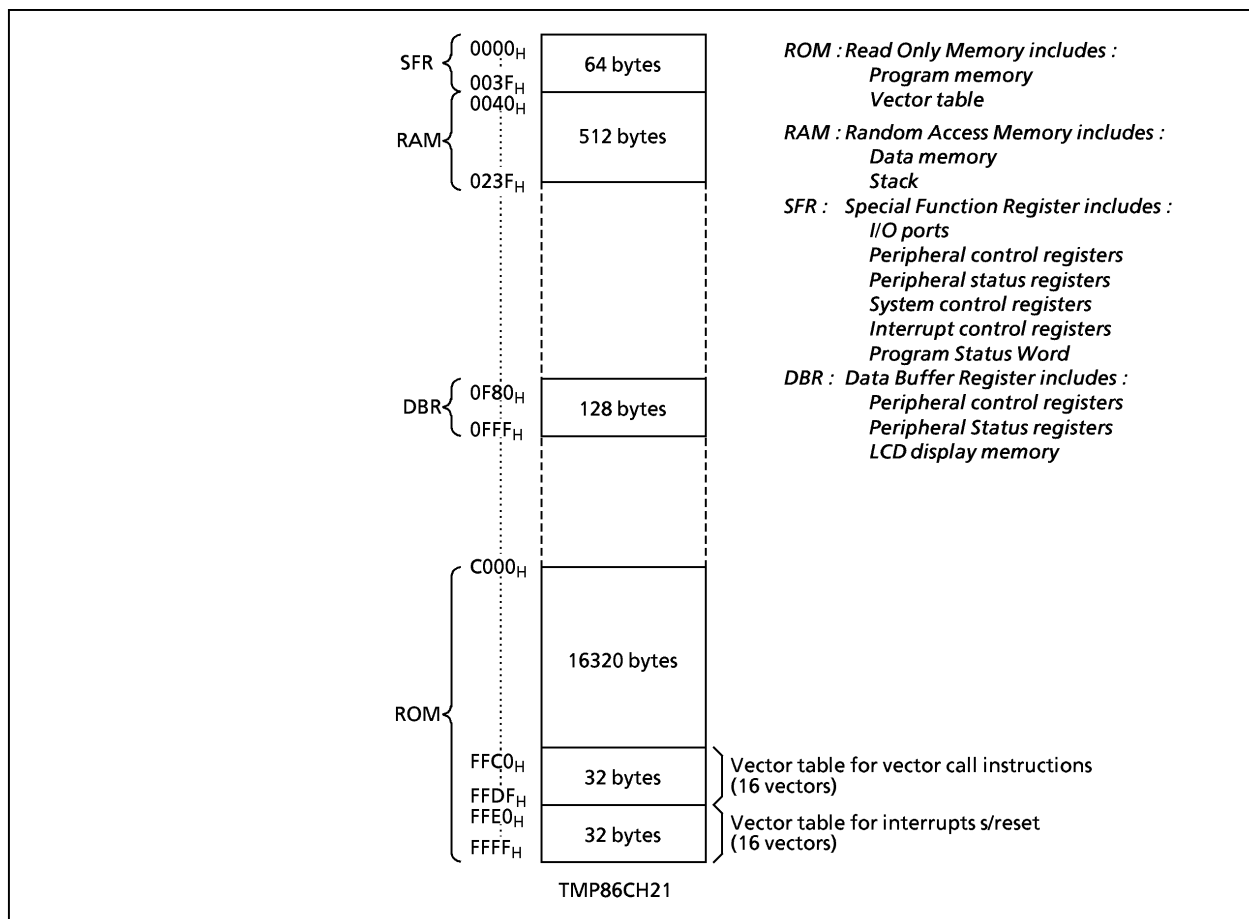 SFR
0000H
003FH
64 bytes
RAM
0040H
023FH
512 bytes
DBR
0F80H
0FFFH
128 bytes
ROM
C000H
16320 bytes
FFC0H
FFDFH
32 bytes
Vector table for vector call instructions
(16 vectors)
FFE0H
FFFFH
32 bytes
Vector table for interrupts s/reset
(16 vectors)
TMP86CH21
ROM : Read Only Memory includes :
Program memory
Vector table
RAM : Random Access Memory includes :
Data memory
Stack
SFR : Special Function Register includes :
I/O ports
Peripheral control registers
Peripheral status registers
System control registers
Interrupt control registers
Program Status Word
DBR : Data Buffer Register includes :
Peripheral control registers
Peripheral Status registers
LCD display memory